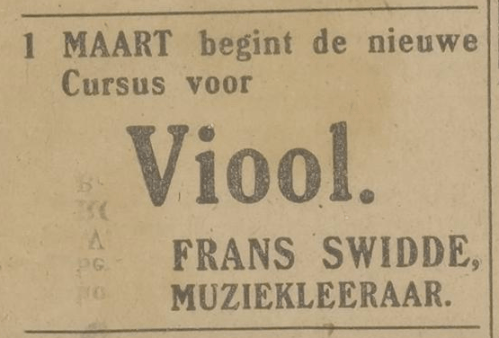 1 MAART begint de nieuwe
Cursus voor
Viool.
FRANS SWIDDE,
MUZIEKLEERAAR.